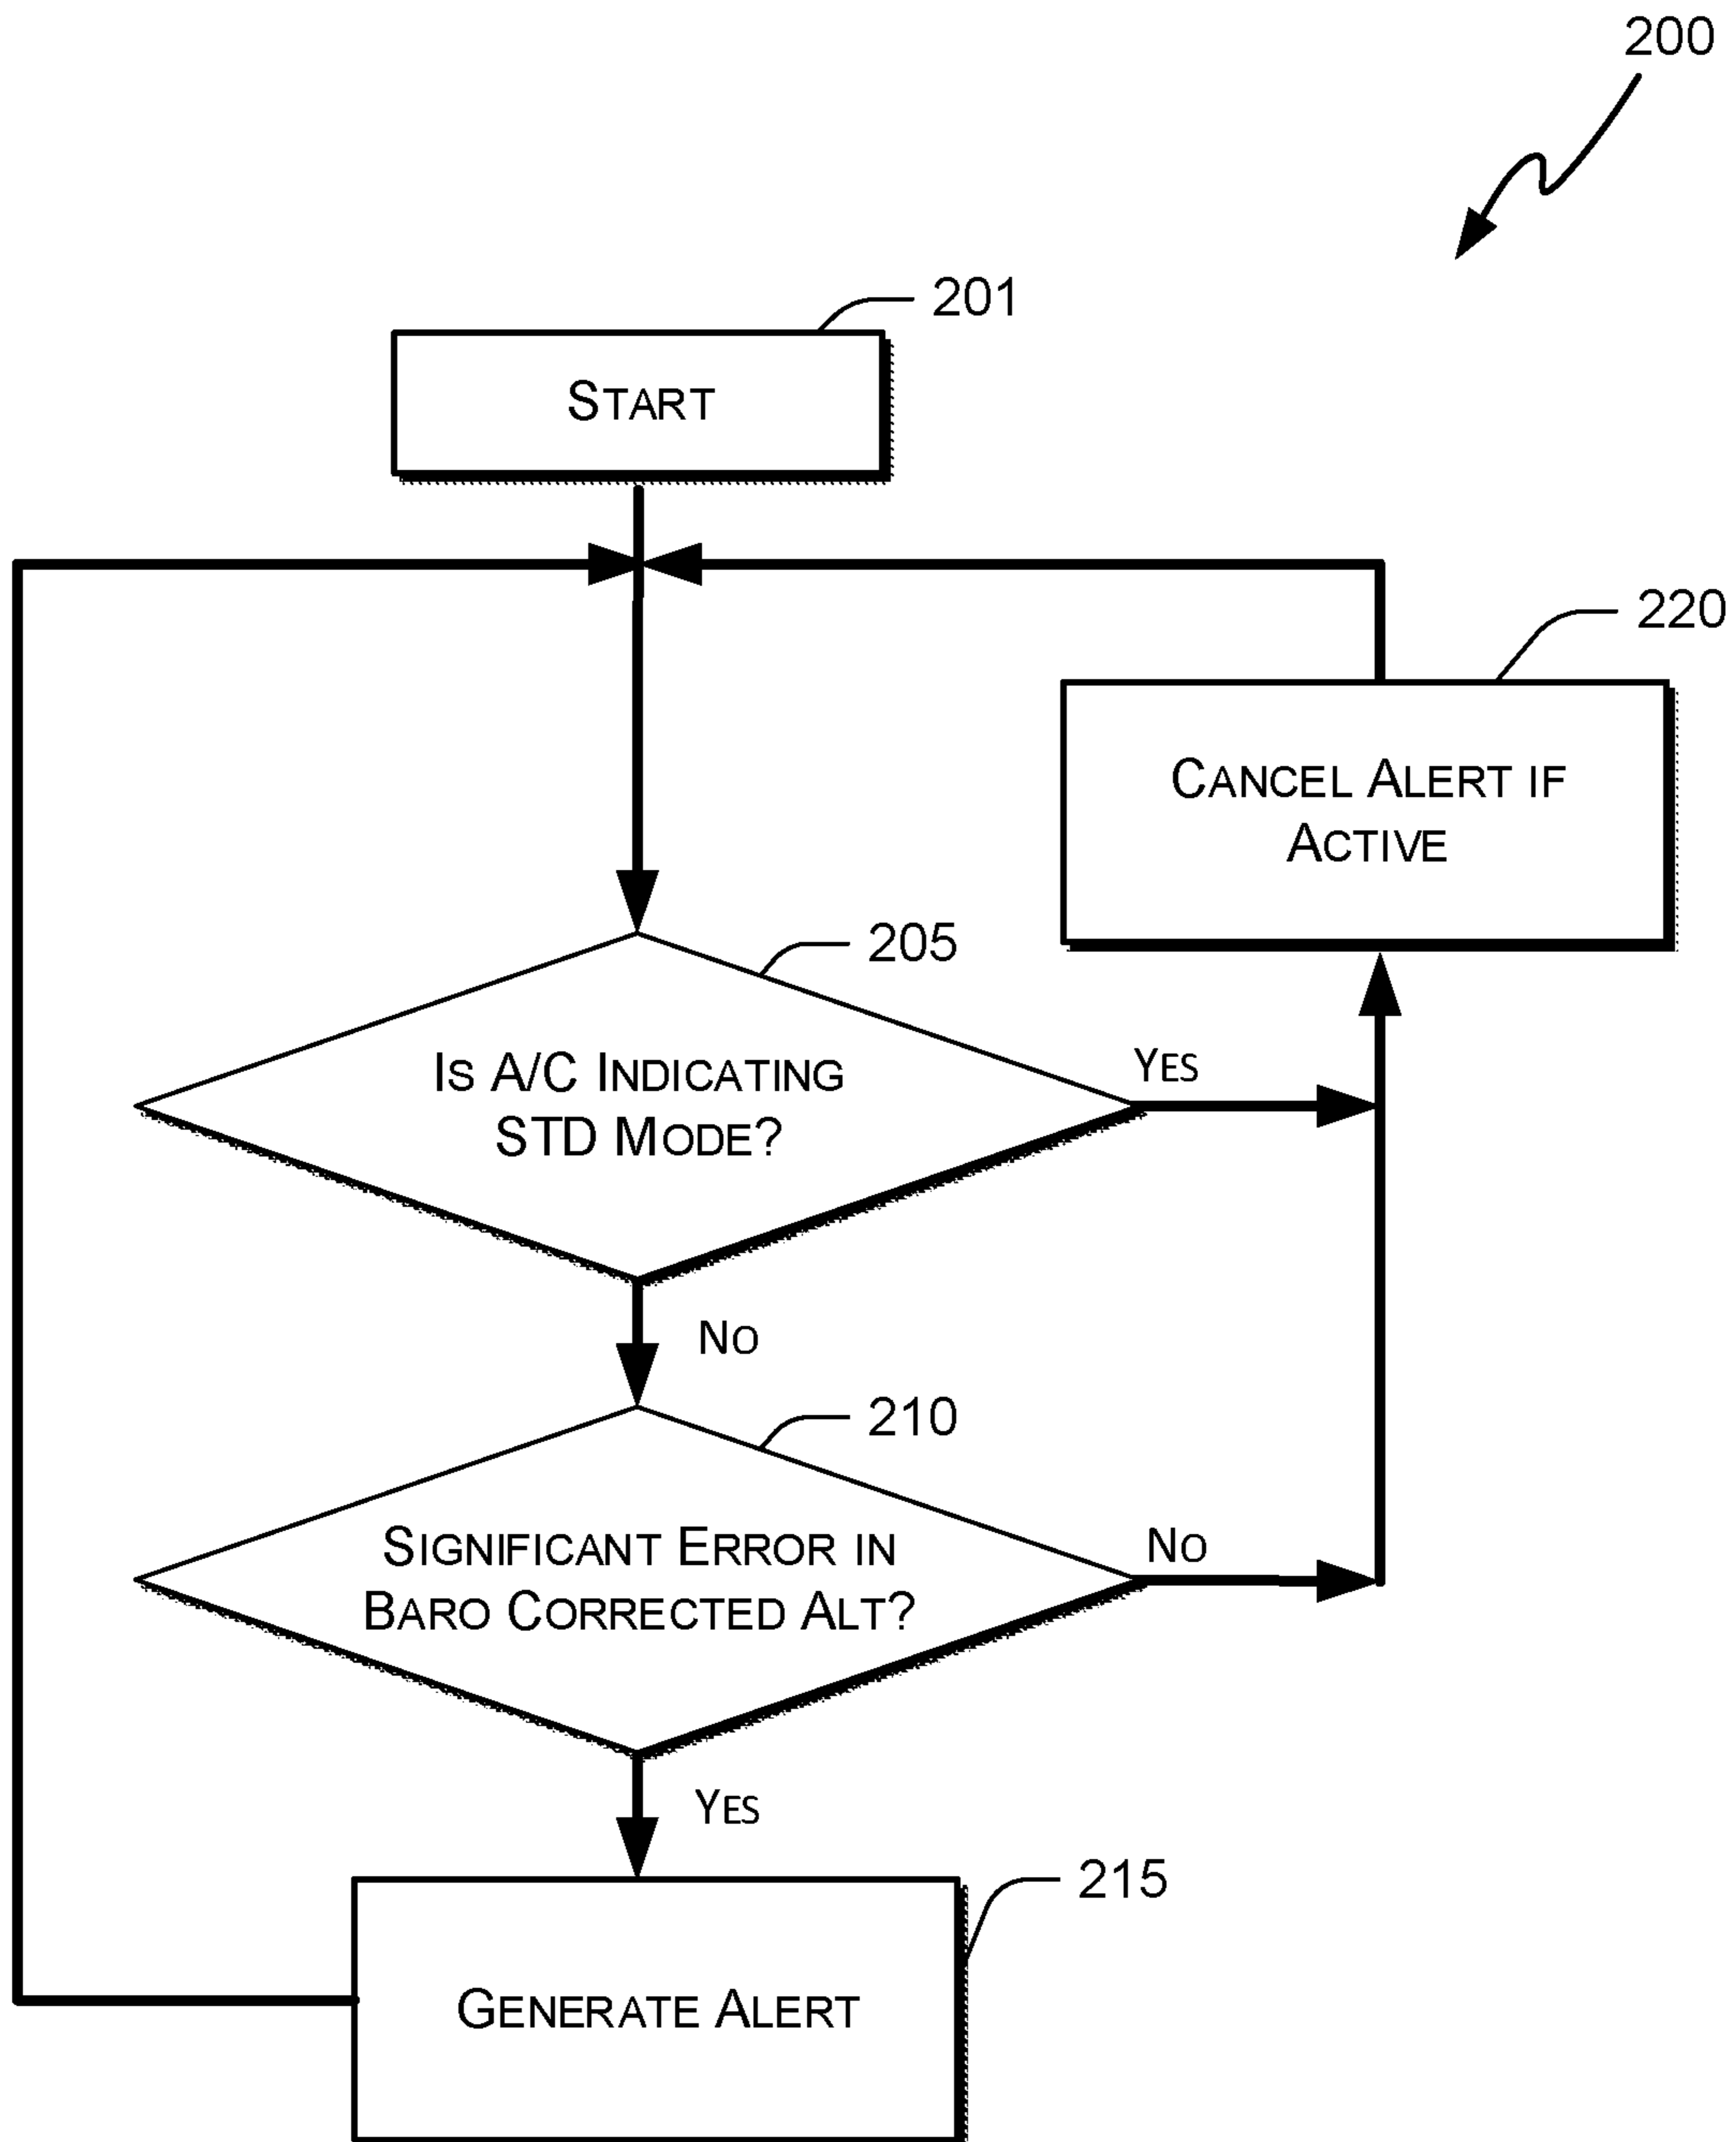 200
201
START
220
CANCEL ALERT IF
ACTIVE
205
IS A/C INDICATING
STD MODE?
YES
NO
210
SIGNIFICANT ERROR IN
BARO CORRECTED ALT?
NO
YES
215
GENERATE ALERT